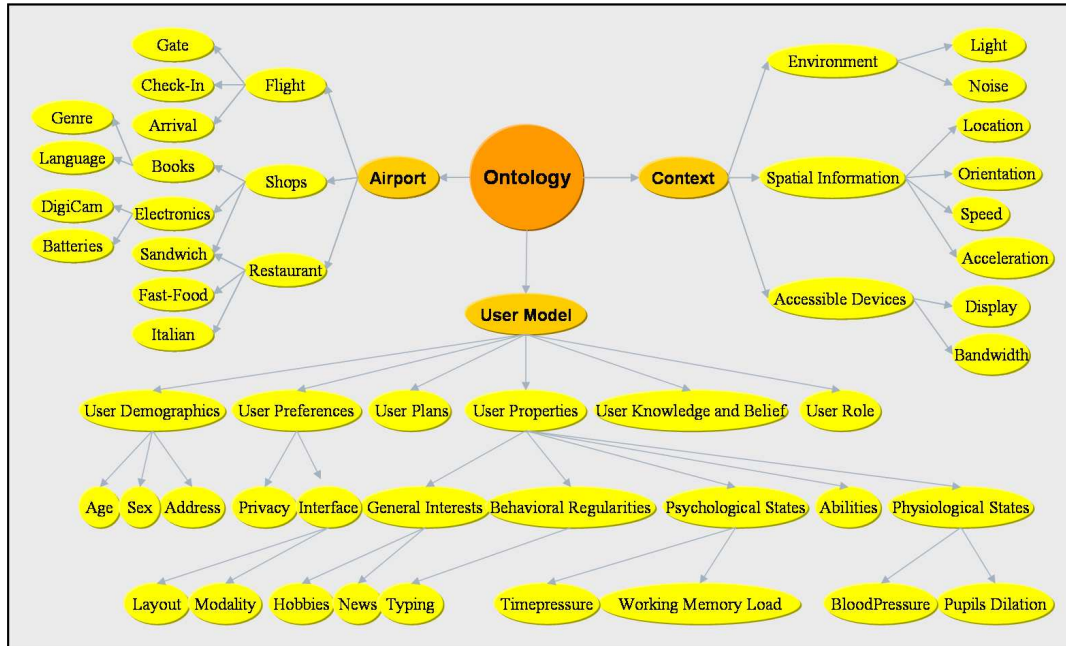 Gate
Light
Environment
Check-In
Flight
Noise
Genre
Arrival
Location
Language
Books
Airport
Ontology
Context
Spatial Information
Orientation
Shops
DigiCam
Electronics
Speed
Batteries
Sandwich
Restaurant
Acceleration
Fast-Food
Accessible Devices
Display
User Model
Italian
Bandwidth
User Demographics
User Preferences
User Plans
User Properties
User Knowledge and Belief
User Role
Age
Sex
Address
Privacy
Interface
General Interests
Behavioral Regularities
Psychological States
Abilities
Physiological States
Layout
Modality
Hobbies
News
Typing
Timepressure
Working Memory Load
BloodPressure
Pupils Dilation